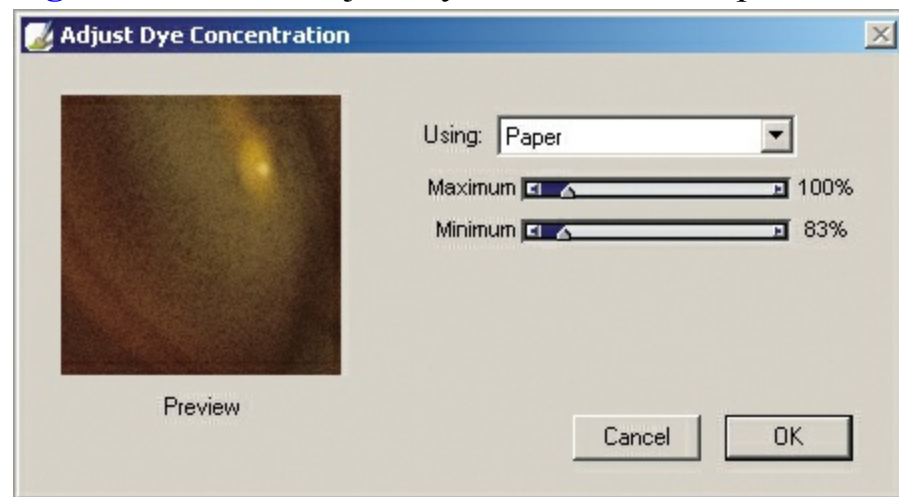 Adjust Dye Concentration
Using: Paper
Maximum 100%
Minimum 83%
Preview
Cancel OK